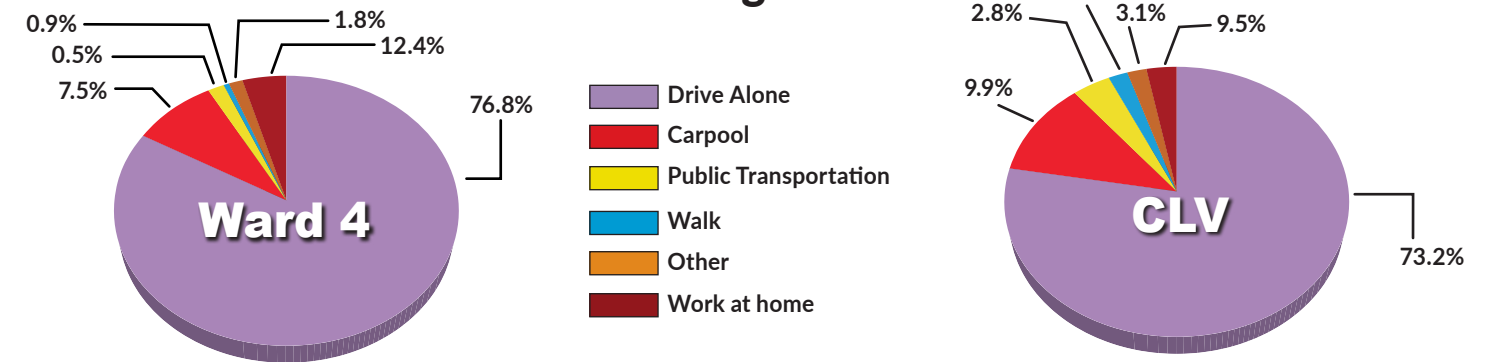 0.9%
0.5%
7.5%
1.8%
12.4%
76.8%
Ward 4
Drive Alone
Carpool
Public Transportation
Walk
Other
Work at home
2.8%
3.1%
9.5%
9.9%
73.2%
CLV